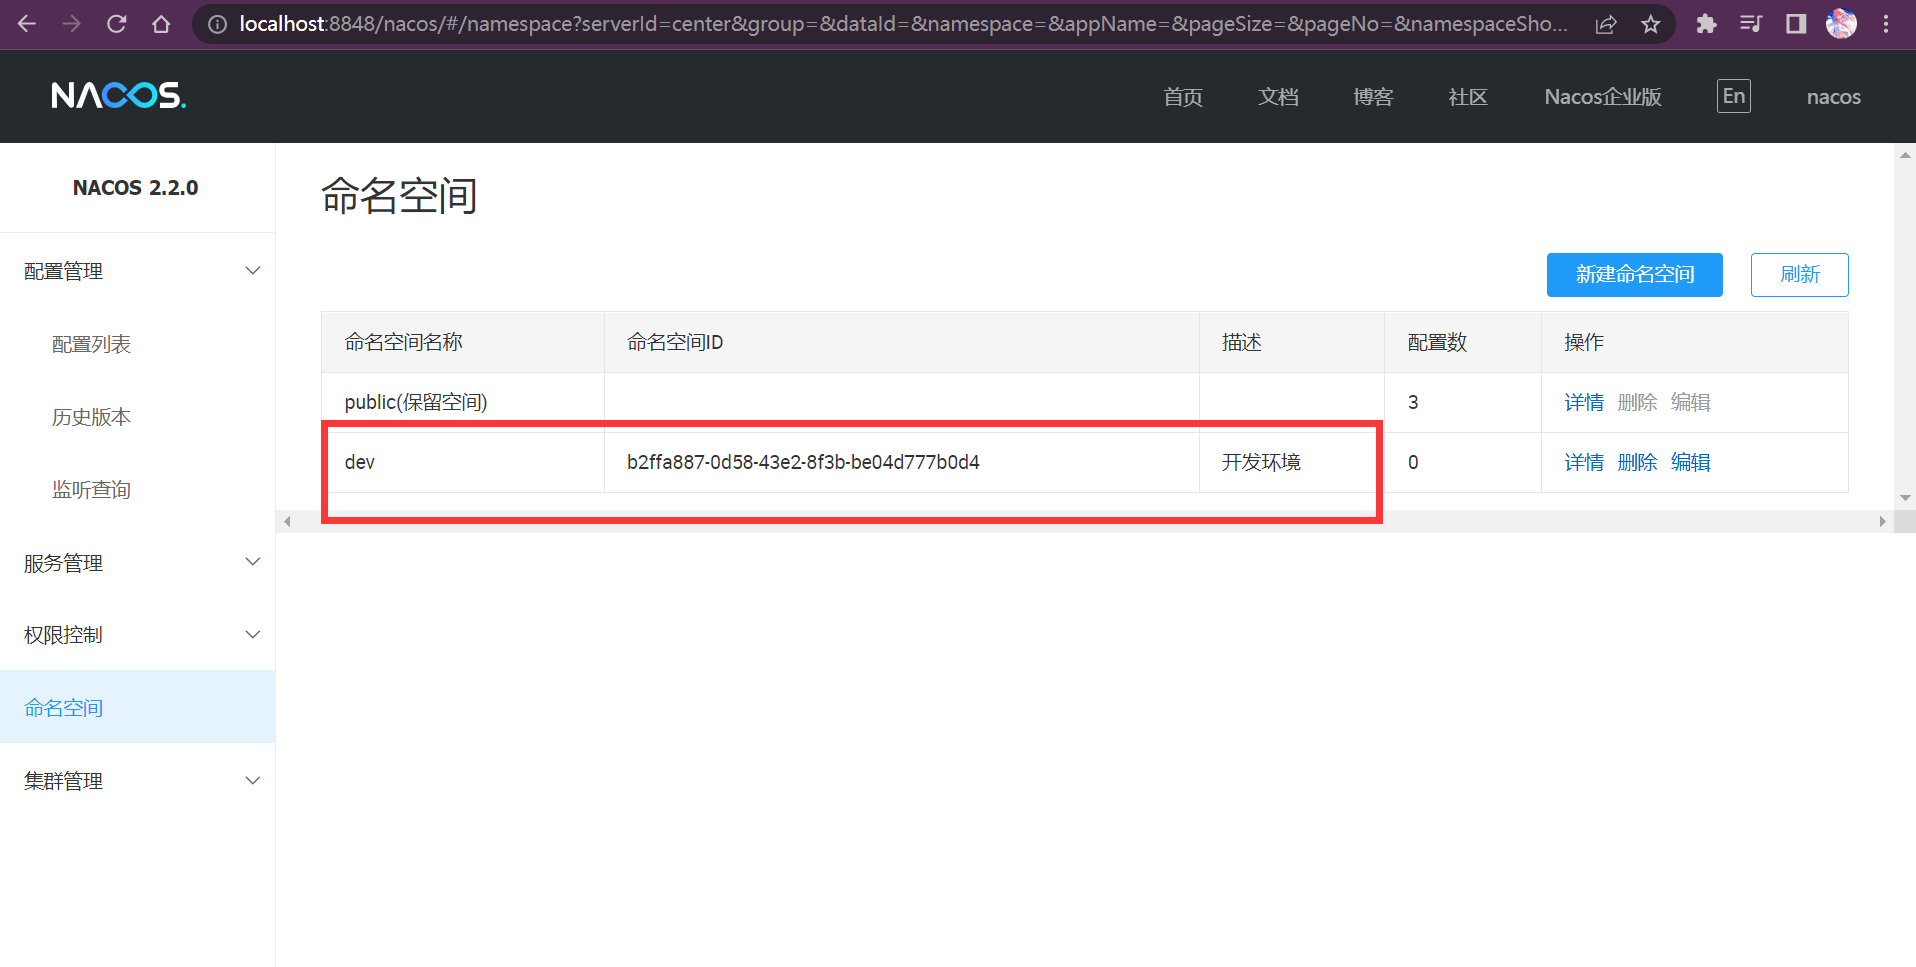 localhost:8848/nacos/#/namespace?serverId=center&group=&dataId=&namespace=&appName=&pageSize=&pageNo=&namespaceSho...
NACOS.
首页 文档 博客 社区 Nacos企业版 En nacos
NACOS 2.2.0
配置管理
配置列表
历史版本
监听查询
服务管理
权限控制
命名空间
集群管理
命名空间
新建命名空间 刷新
命名空间名称 命名空间ID 描述 配置数 操作
public(保留空间) 3 详情 删除 编辑
dev b2ffa887-0d58-43e2-8f3b-be04d777b0d4 开发环境 0 详情 删除 编辑